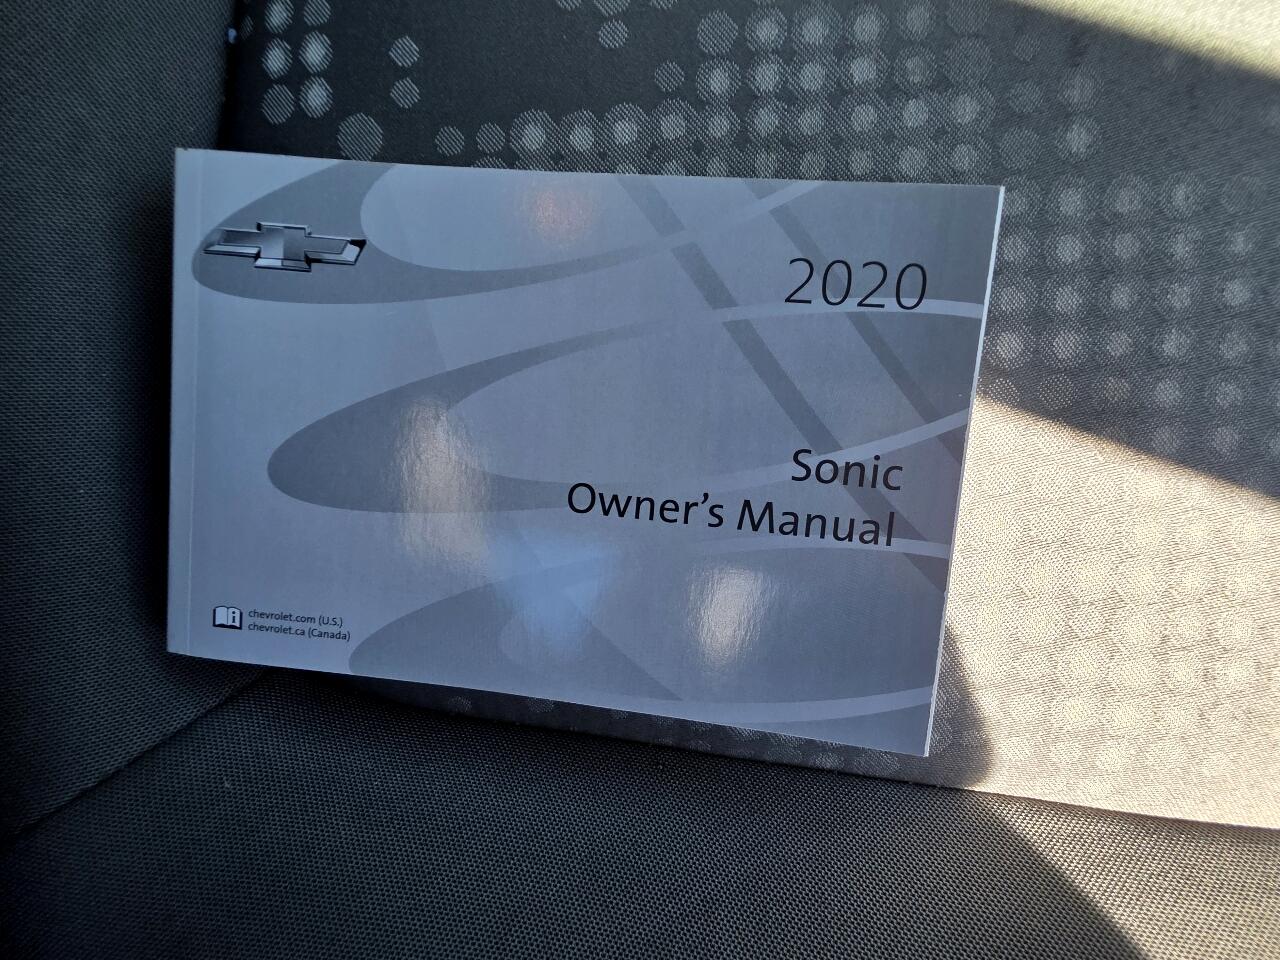 2020
Sonic
Owner's Manual
chevrolet.com (U.S.)
chevrolet.ca (Canada)